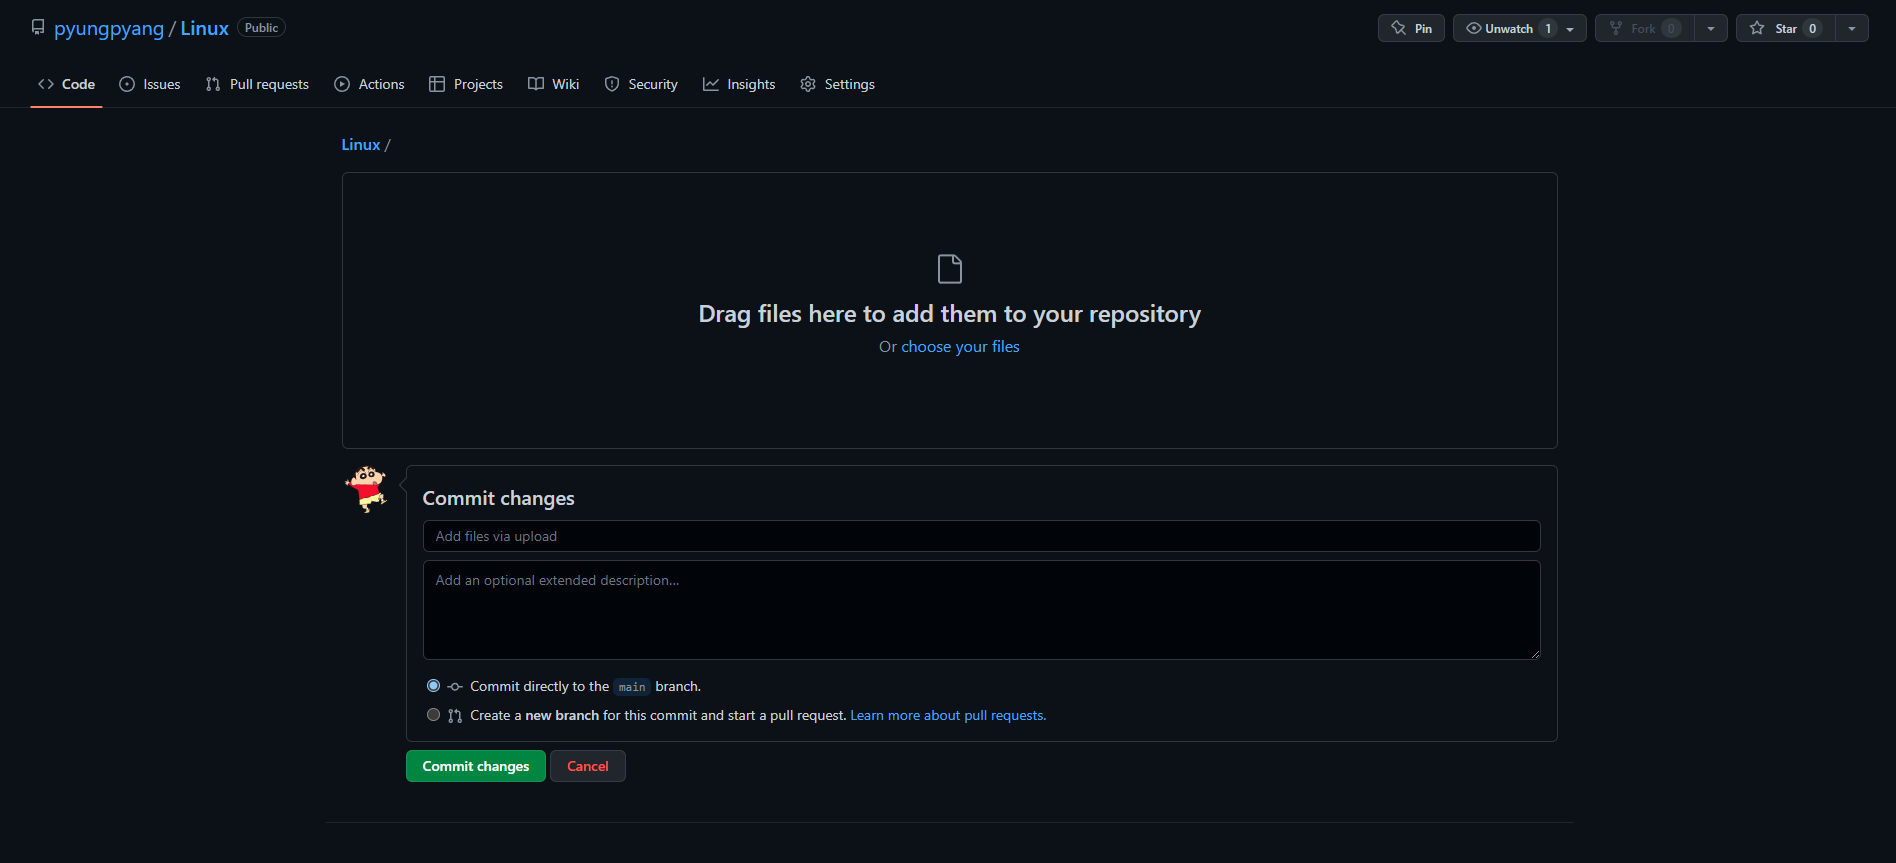 pyungpyang / Linux Public
Pin Unwatch 1 Fork 0 Star 0
Code Issues Pull requests Actions Projects Wiki Security Insights Settings
Linux /
Drag files here to add them to your repository
Or choose your files
Commit changes
Add files via upload
Add an optional extended description...
Commit directly to the main branch.
Create a new branch for this commit and start a pull request. Learn more about pull requests.
Commit changes Cancel